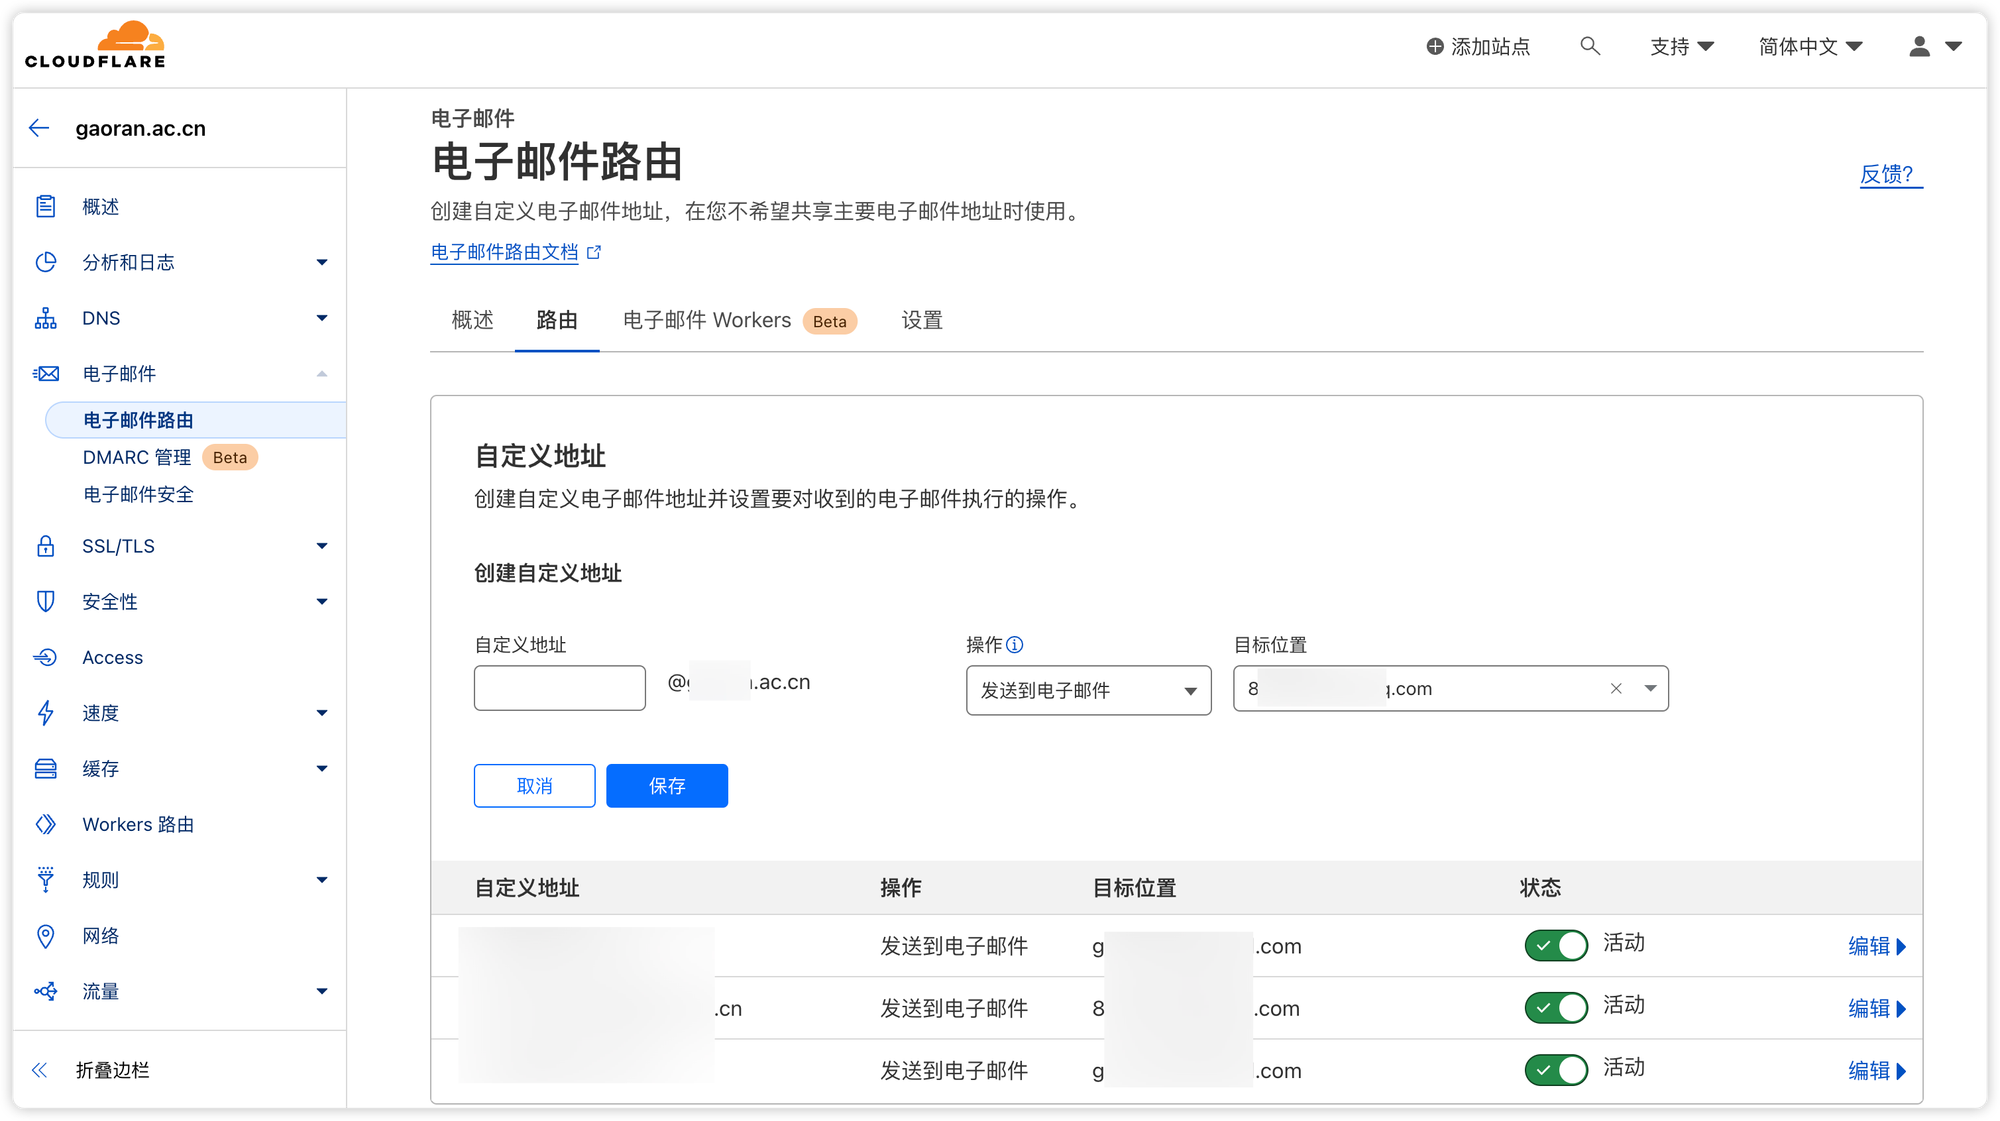 CLOUDFLARE
添加站点
支持
简体中文
gaoran.ac.cn
概述
分析和日志
DNS
电子邮件
电子邮件路由
DMARC 管理 Beta
电子邮件安全
SSL/TLS
安全性
Access
速度
缓存
Workers 路由
规则
网络
流量
折叠边栏
电子邮件
电子邮件路由
反馈?
创建自定义电子邮件地址，在您不希望共享主要电子邮件地址时使用。
电子邮件路由文档
概述 路由 电子邮件 Workers Beta 设置
自定义地址
创建自定义电子邮件地址并设置要对收到的电子邮件执行的操作。
创建自定义地址
自定义地址 操作 目标位置
@ .ac.cn 发送到电子邮件 8 .com
取消 保存
自定义地址 操作 目标位置 状态
发送到电子邮件 g .com 活动 编辑
.cn 发送到电子邮件 8 .com 活动 编辑
发送到电子邮件 g .com 活动 编辑